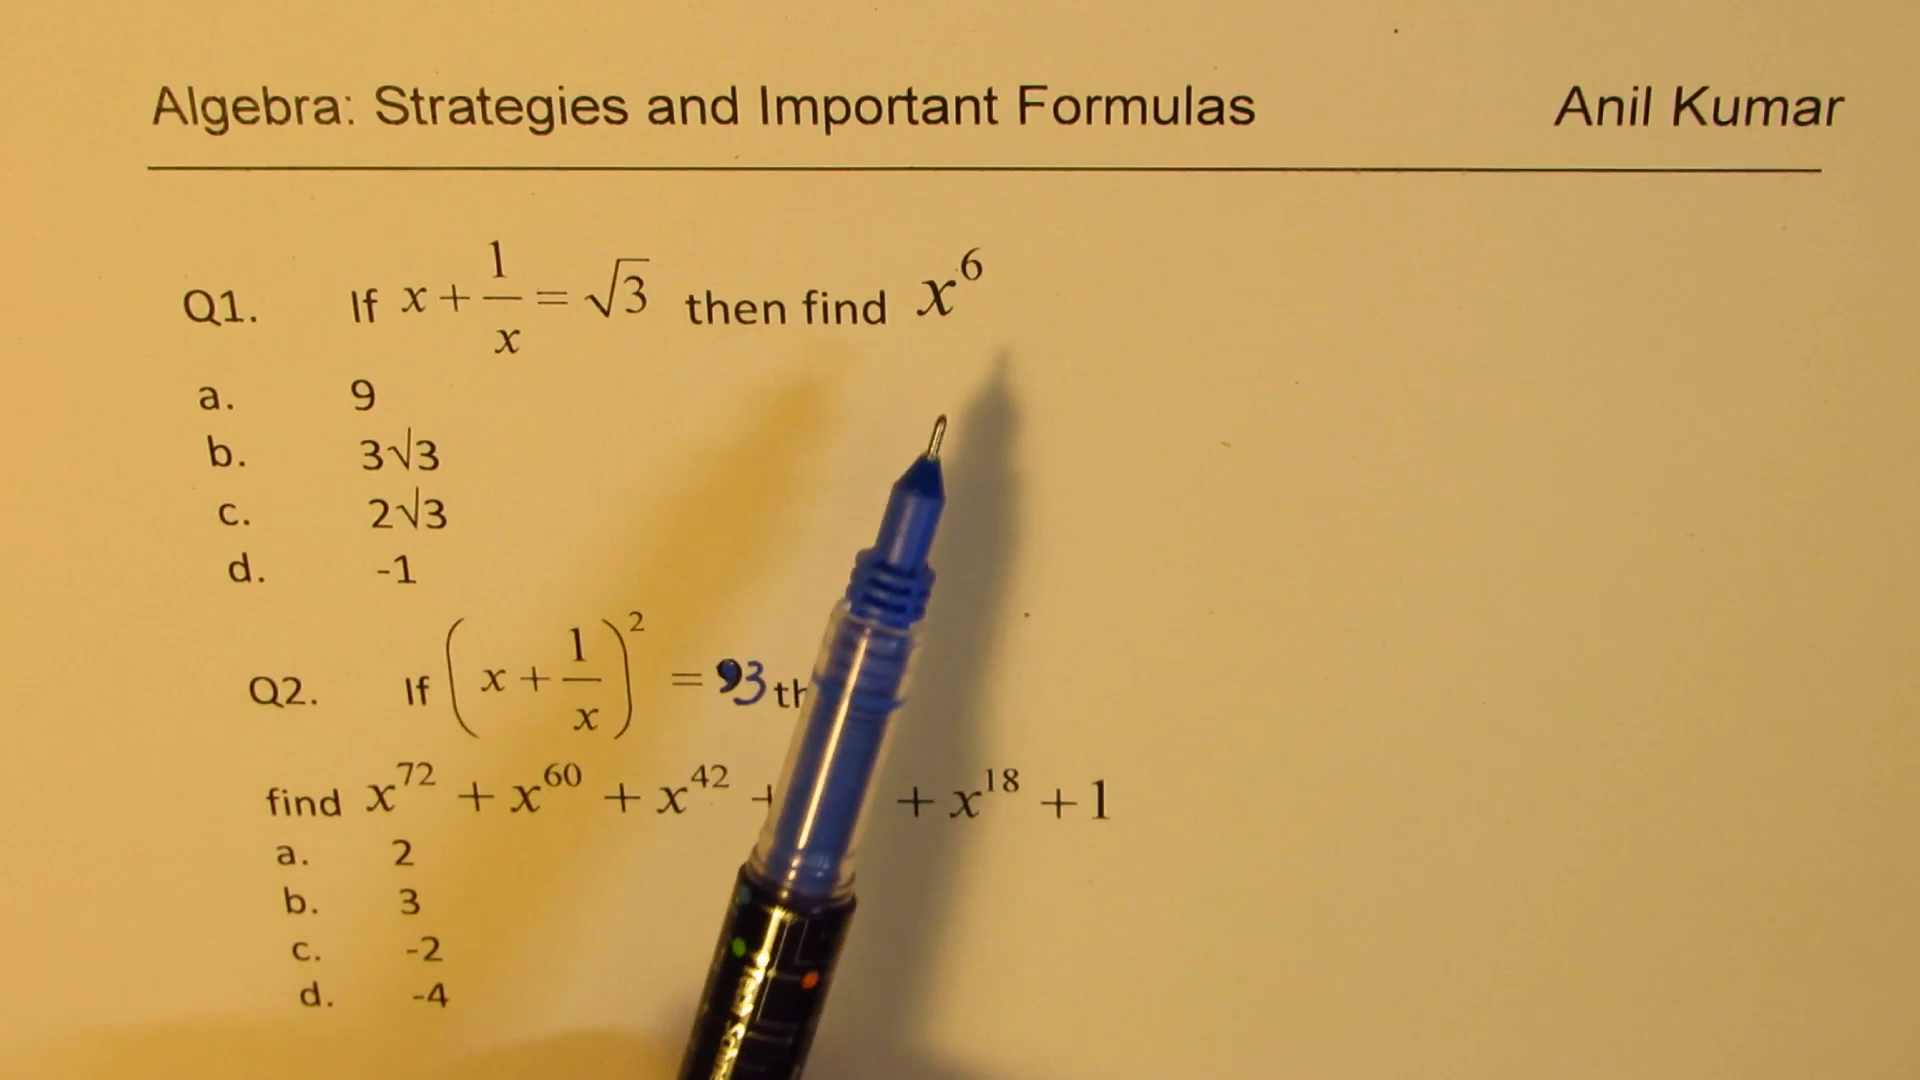 Algebra: Strategies and Important Formulas Anil Kumar
Q1. If x + 1/x = √3 then find x^6
a. 9
b. 3√3
c. 2√3
d. -1
Q2. If (x + 1/x)^2 = 3
find x^72 + x^60 + x^42 + x^18 + 1
a. 2
b. 3
c. -2
d. -4